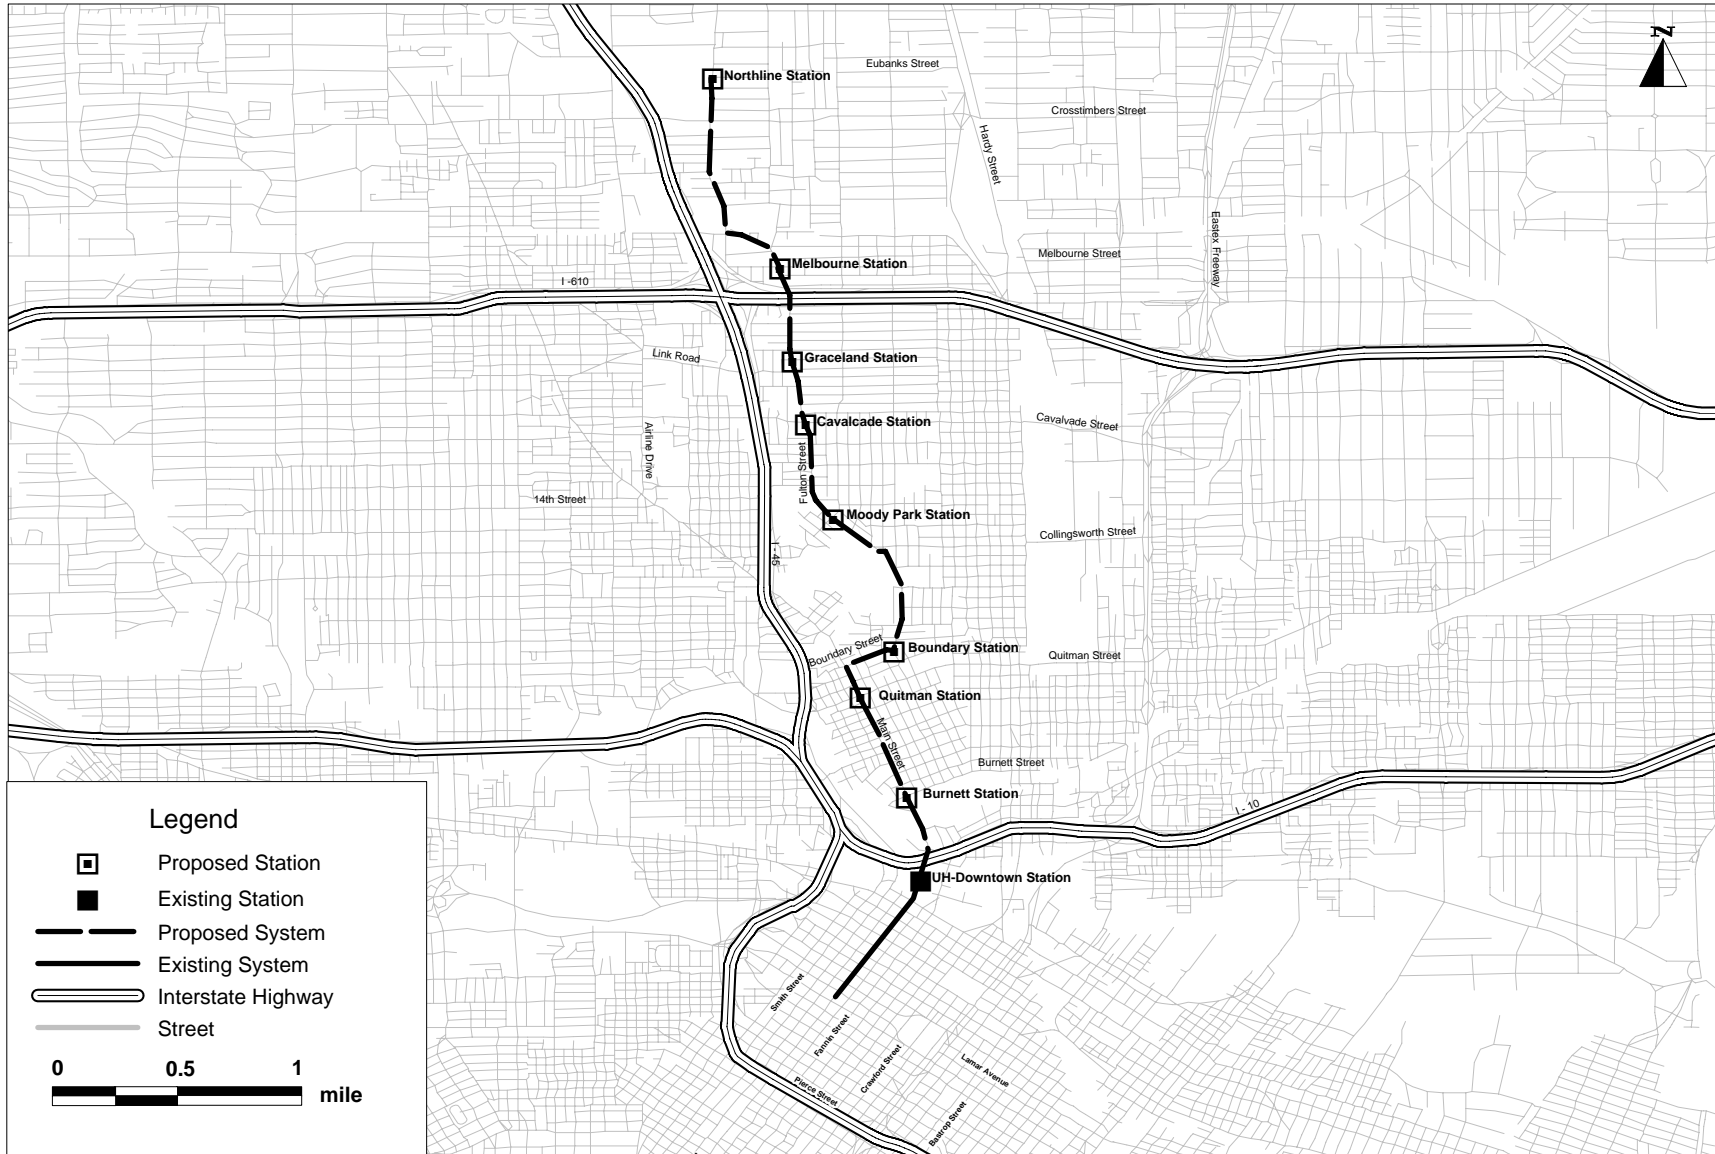 N
Northline Station
Eubanks Street
Crosstimbers Street
Hardy Street
Eastex Freeway
Melbourne Street
Melbourne Station
I -610
Link Road
Graceland Station
Cavalcade Station
Cavalvade Street
Airline Drive
Fulton Street
14th Street
Moody Park Station
Collingsworth Street
I - 45
Boundary Street
Boundary Station
Quitman Street
Quitman Station
Main Street
Burnett Street
Burnett Station
I - 10
UH-Downtown Station
Smith Street
Fannin Street
Crawford Street
Lamar Avenue
Pierce Street
Bastrop Street
Legend
Proposed Station
Existing Station
Proposed System
Existing System
Interstate Highway
Street
0 0.5 1
mile